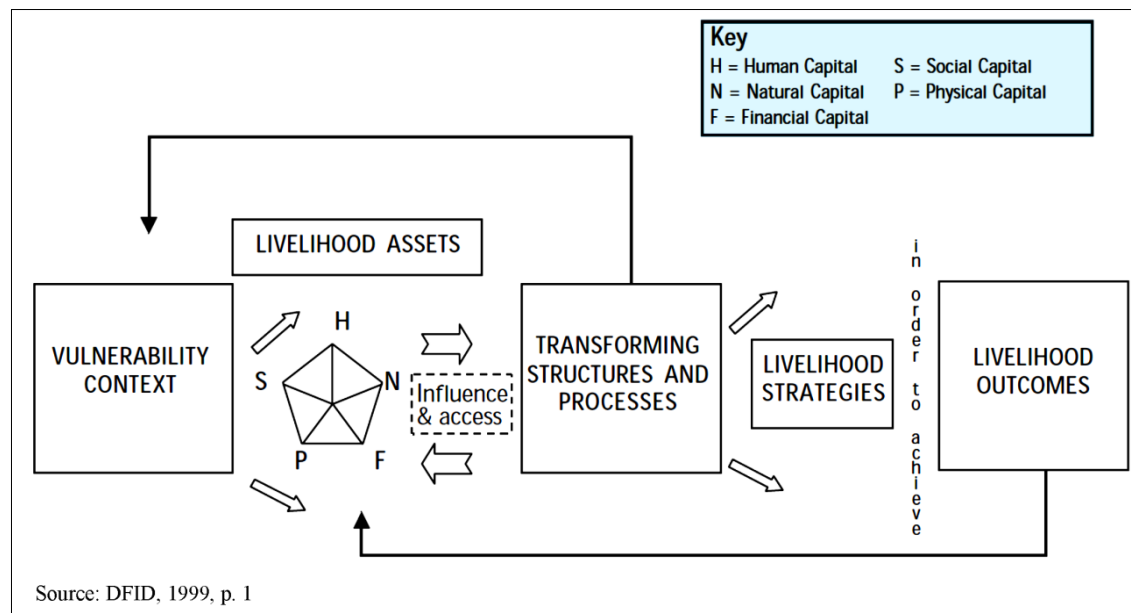 Key
H = Human Capital S = Social Capital
N = Natural Capital P = Physical Capital
F = Financial Capital
LIVELIHOOD ASSETS
VULNERABILITY
CONTEXT
H
S
N
P
F
Influence
& access
TRANSFORMING
STRUCTURES AND
PROCESSES
LIVELIHOOD
STRATEGIES
in order to achieve
LIVELIHOOD
OUTCOMES
Source: DFID, 1999, p. 1